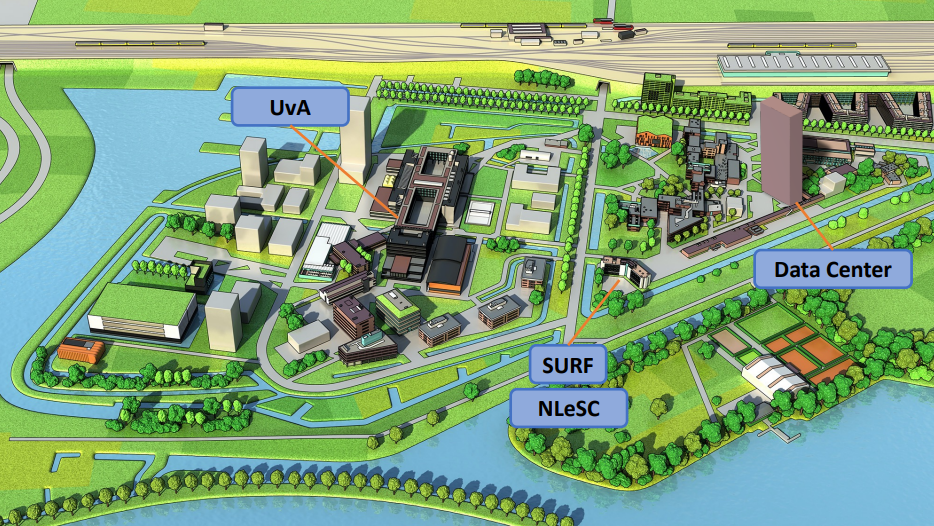 UvA
Data Center
SURF
NLeSC